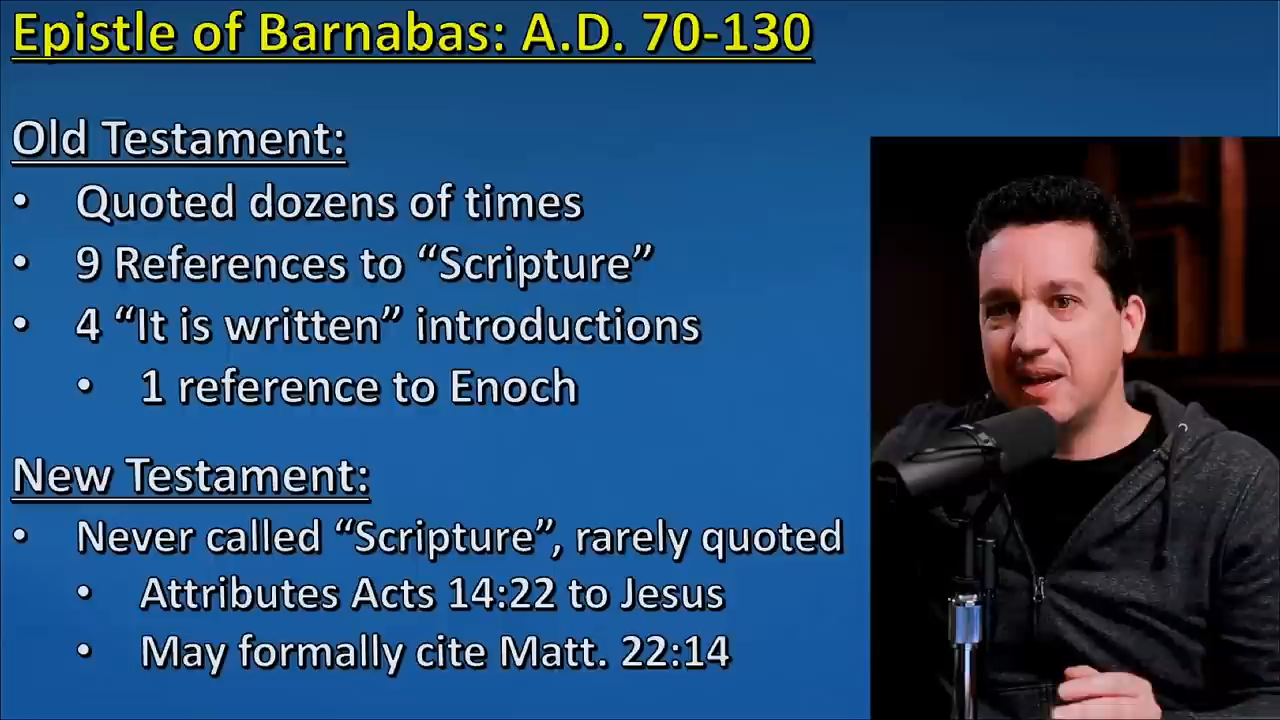 Epistle of Barnabas: A.D. 70-130
Old Testament:
• Quoted dozens of times
• 9 References to “Scripture”
• 4 “It is written” introductions
• 1 reference to Enoch
New Testament:
• Never called “Scripture”, rarely quoted
• Attributes Acts 14:22 to Jesus
• May formally cite Matt. 22:14